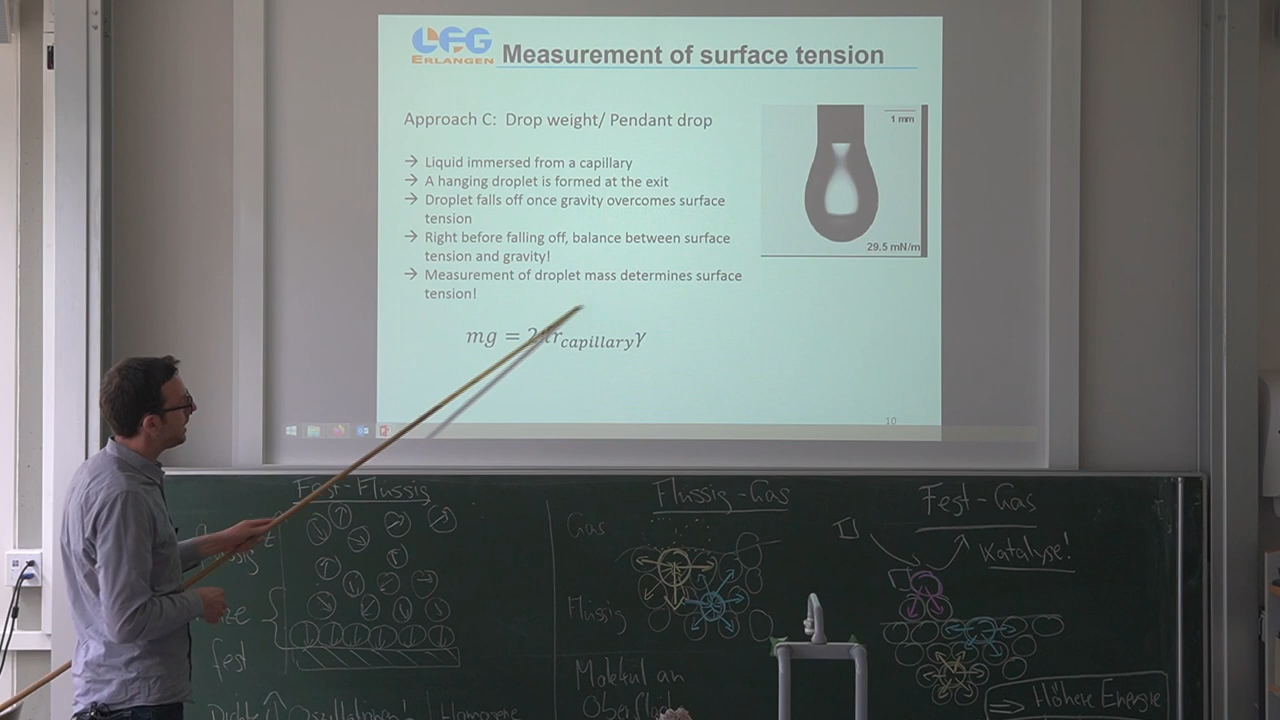 LFG
ERLANGEN
Measurement of surface tension
Approach C: Drop weight/ Pendant drop
→ Liquid immersed from a capillary
→ A hanging droplet is formed at the exit
→ Droplet falls off once gravity overcomes surface
tension
→ Right before falling off, balance between surface
tension and gravity!
→ Measurement of droplet mass determines surface
tension!
mg = 2πr_capillary γ
1 mm
29.5 mN/m
10
Fest-Flüssig
fest
Flüssig-Gas
Gas
Flüssig
Molekül an
Fest-Gas
Katalyse!
⇒ Höhere Energie